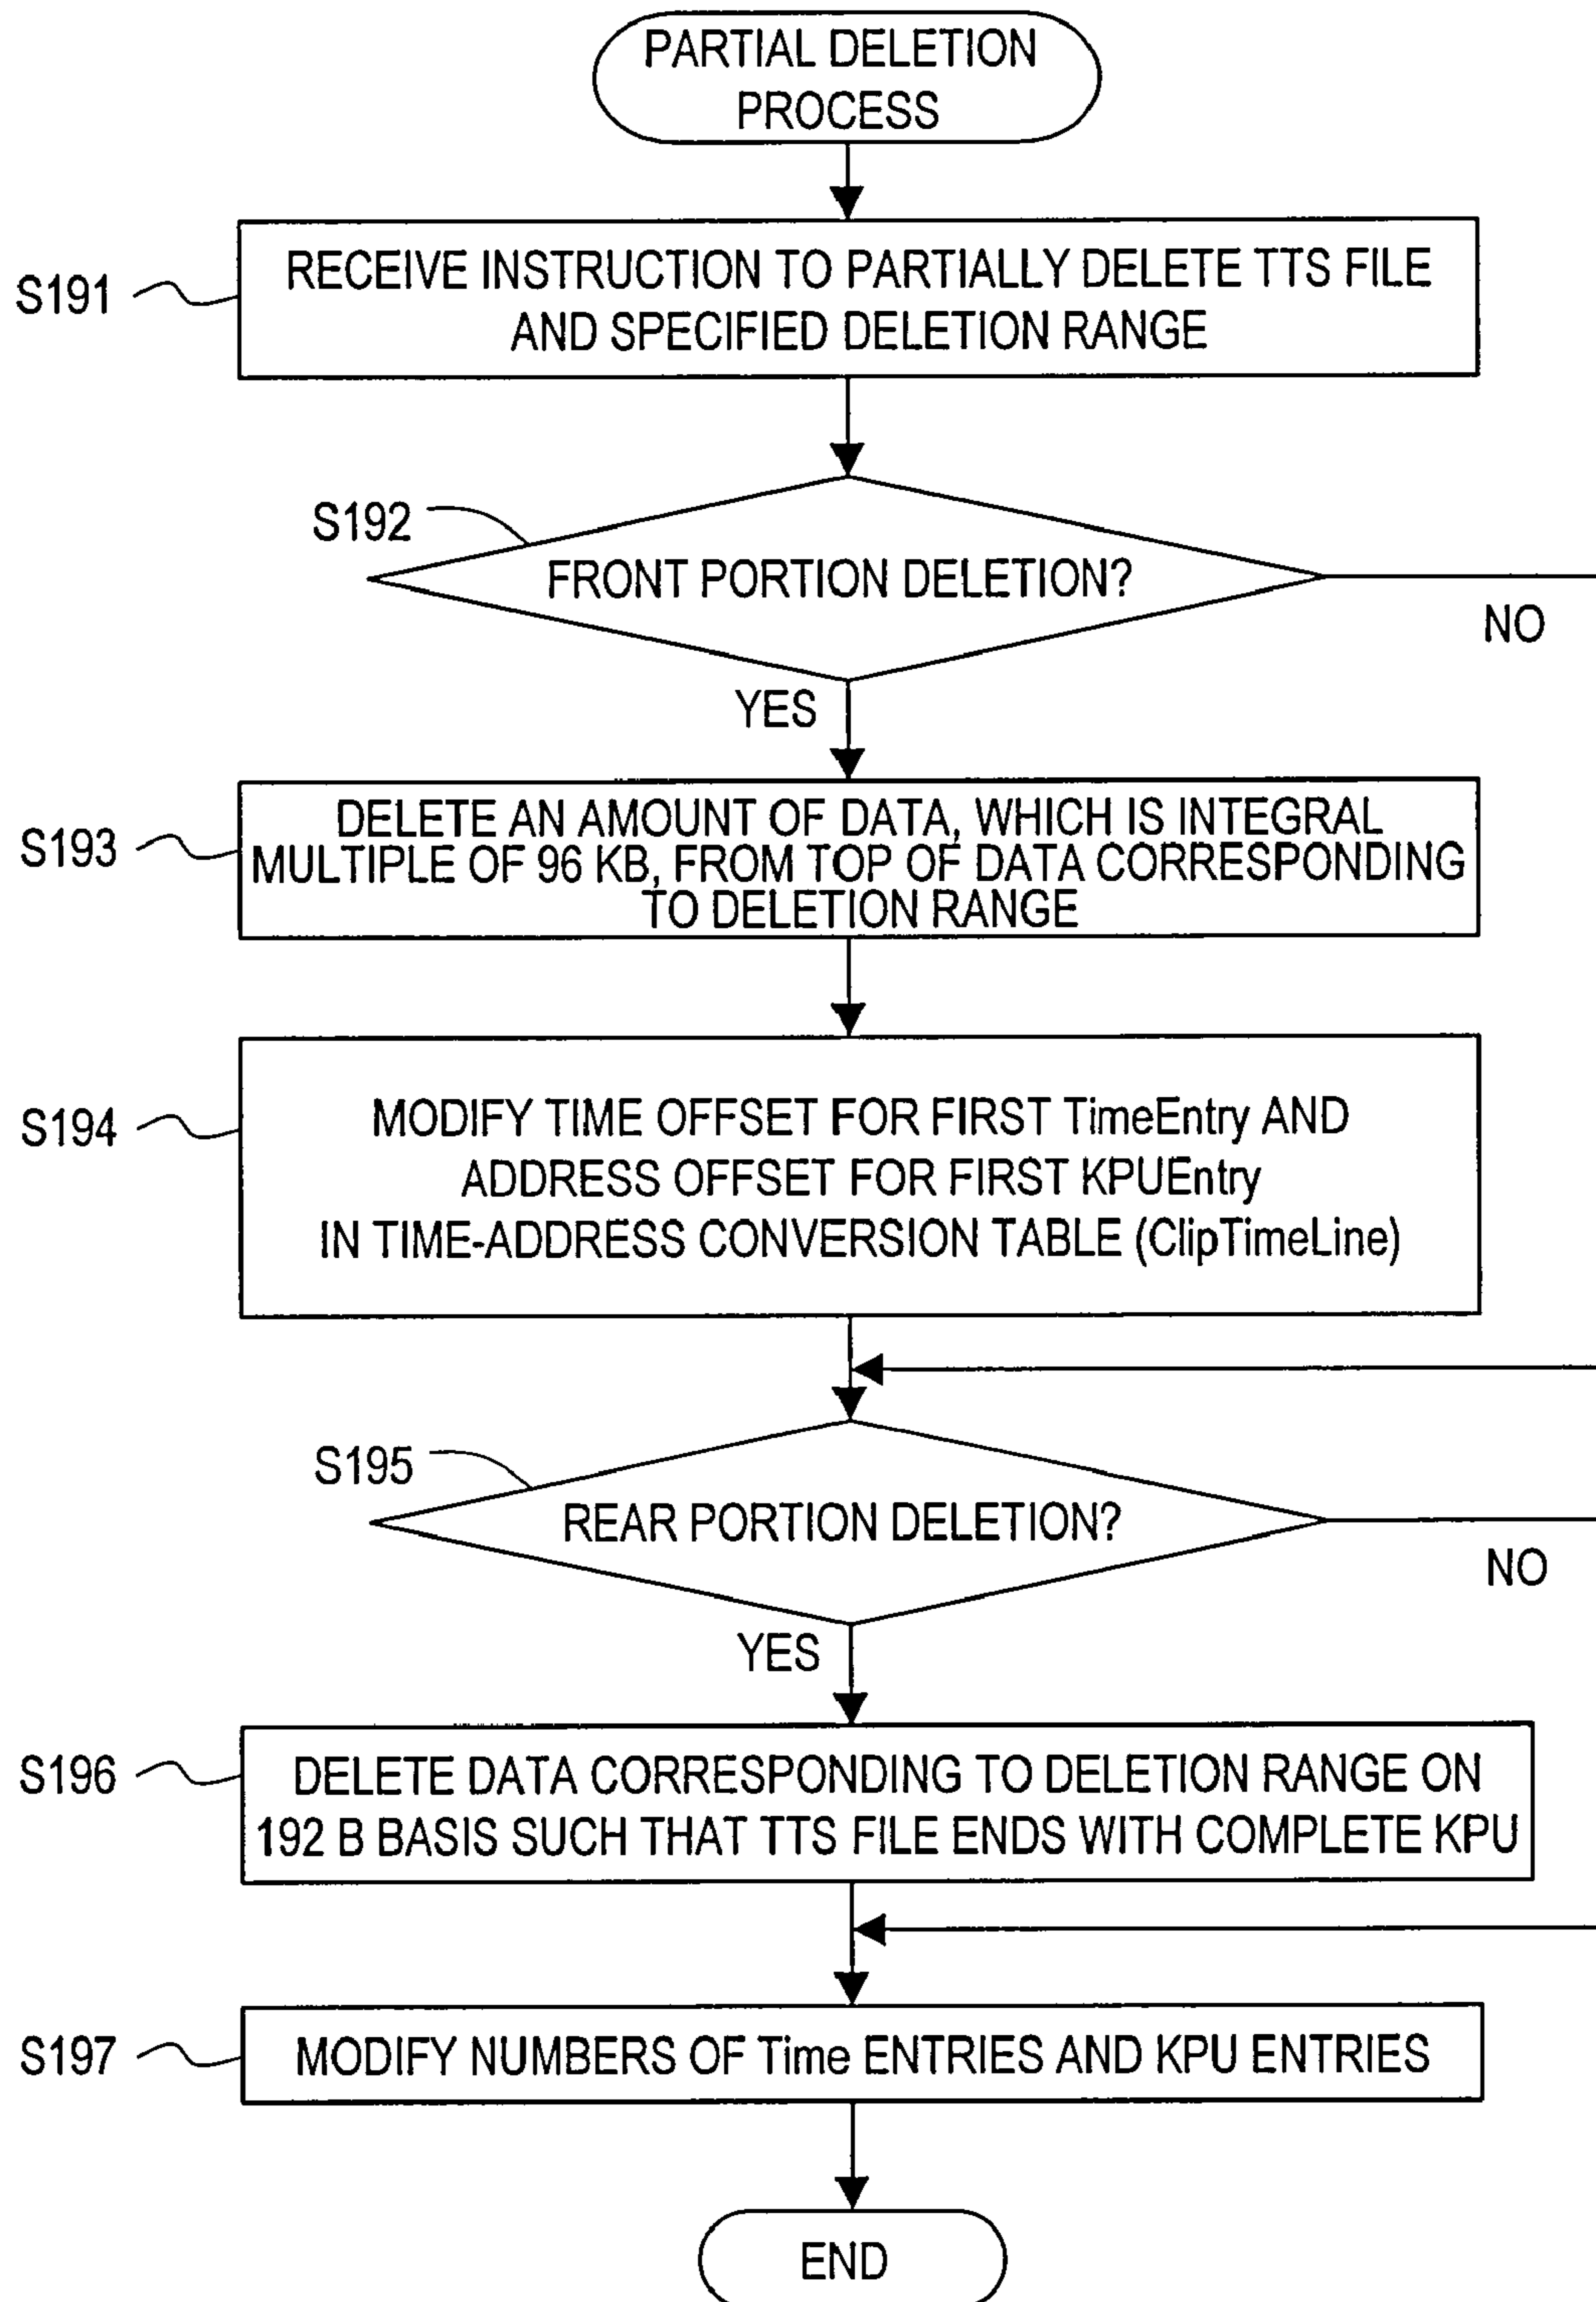 PARTIAL DELETION
PROCESS
S191
RECEIVE INSTRUCTION TO PARTIALLY DELETE TTS FILE
AND SPECIFIED DELETION RANGE
S192
FRONT PORTION DELETION?
NO
YES
S193
DELETE AN AMOUNT OF DATA, WHICH IS INTEGRAL
MULTIPLE OF 96 KB, FROM TOP OF DATA CORRESPONDING
TO DELETION RANGE
S194
MODIFY TIME OFFSET FOR FIRST TimeEntry AND
ADDRESS OFFSET FOR FIRST KPUEntry
IN TIME-ADDRESS CONVERSION TABLE (ClipTimeLine)
S195
REAR PORTION DELETION?
NO
YES
S196
DELETE DATA CORRESPONDING TO DELETION RANGE ON
192 B BASIS SUCH THAT TTS FILE ENDS WITH COMPLETE KPU
S197
MODIFY NUMBERS OF Time ENTRIES AND KPU ENTRIES
END